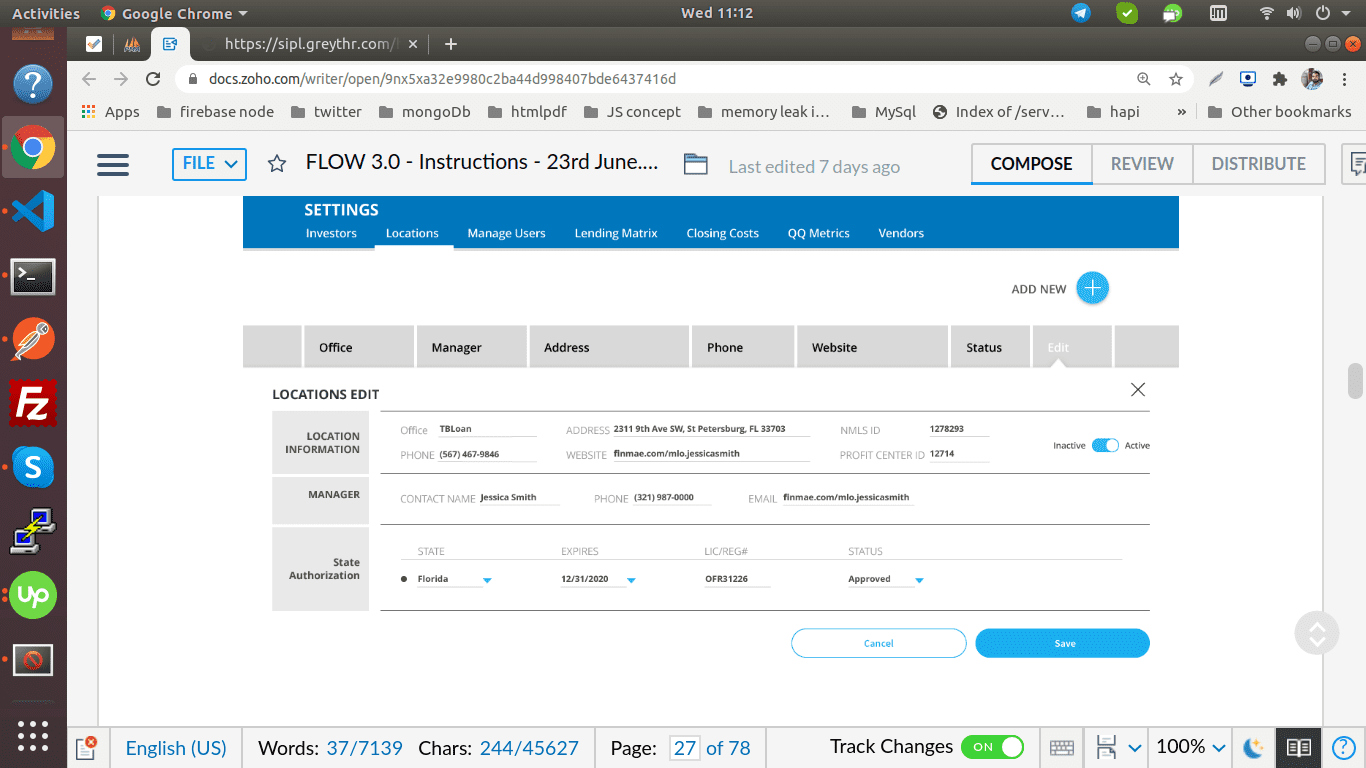 Activities Google Chrome Wed 11:12
https://sipl.greythr.com/
docs.zoho.com/writer/open/9nx5xa32e9980c2ba44d998407bde6437416d
Apps firebase node twitter mongoDb htmlpdf JS concept memory leak i... MySql Index of /serv... hapi » Other bookmarks
FILE FLOW 3.0 - Instructions - 23rd June.... Last edited 7 days ago COMPOSE REVIEW DISTRIBUTE
SETTINGS
Investors Locations Manage Users Lending Matrix Closing Costs QQ Metrics Vendors
ADD NEW
Office Manager Address Phone Website Status Edit
LOCATIONS EDIT
LOCATION INFORMATION
Office TBLoan ADDRESS 2311 9th Ave SW, St Petersburg, FL 33703 NMLS ID 1278293
Inactive Active
PHONE (567) 467-9846 WEBSITE finmae.com/mlo.jessicasmith PROFIT CENTER ID 12714
MANAGER
CONTACT NAME Jessica Smith PHONE (321) 987-0000 EMAIL finmae.com/mlo.jessicasmith
State Authorization
STATE EXPIRES LIC/REG# STATUS
Florida 12/31/2020 OFR31226 Approved
Cancel Save
English (US) Words: 37/7139 Chars: 244/45627 Page: 27 of 78 Track Changes ON 100%